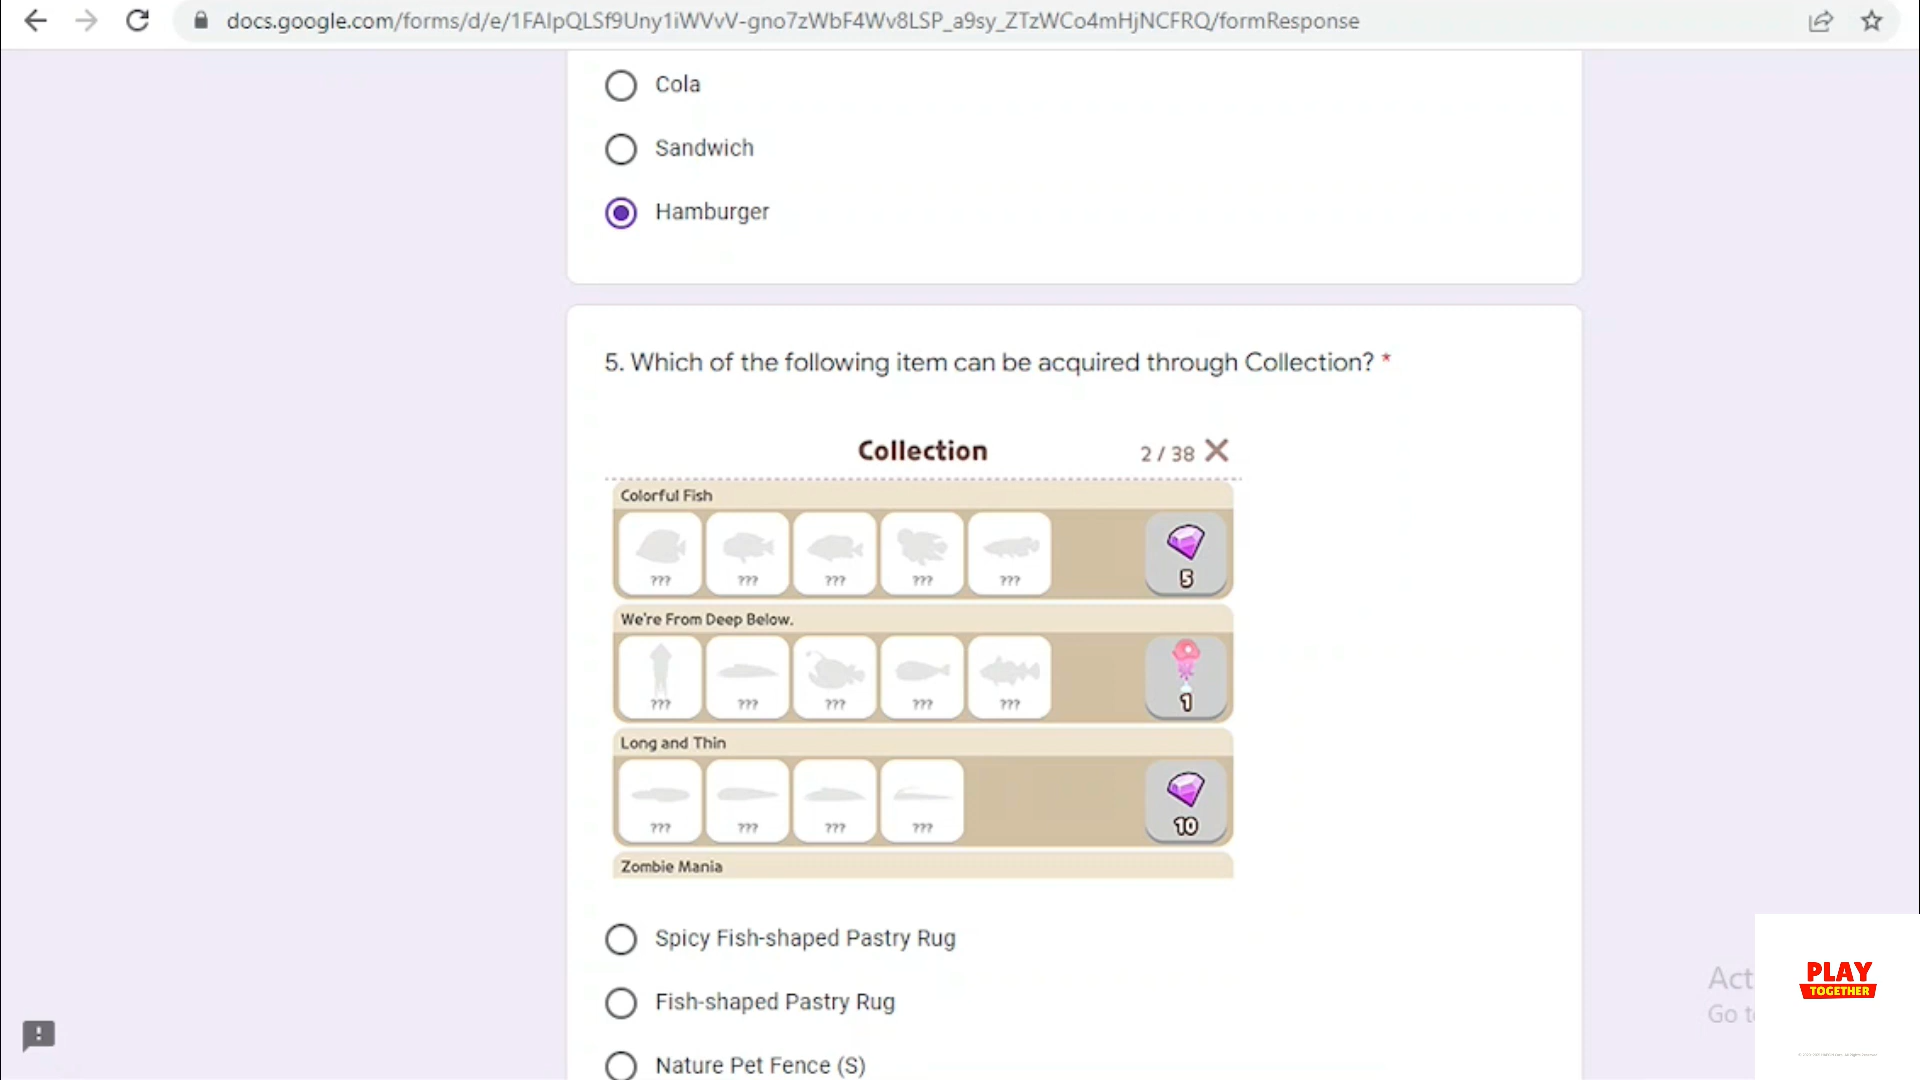 docs.google.com/forms/d/e/1FAIpQLSf9Uny1iWVvV-gno7zWbF4Wv8LSP_a9sy_ZTzWCo4mHjNCFRQ/formResponse
Cola
Sandwich
Hamburger
5. Which of the following item can be acquired through Collection? *
Collection
2 / 38
Colorful Fish
??? ??? ??? ??? ???
5
We're From Deep Below.
??? ??? ??? ??? ???
1
Long and Thin
??? ??? ??? ???
10
Zombie Mania
Spicy Fish-shaped Pastry Rug
Fish-shaped Pastry Rug
Nature Pet Fence (S)
Act
Go t
PLAY
TOGETHER